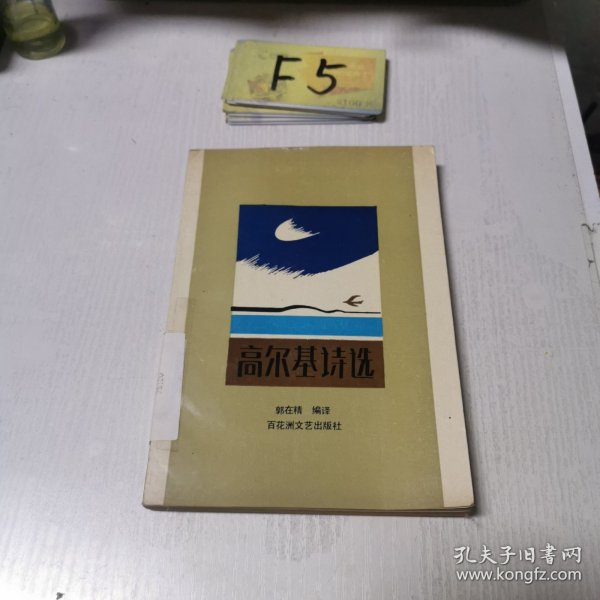 F5
高尔基诗选
郭在精 编译
百花洲文艺出版社
孔夫子旧书网
www.kongfz.com